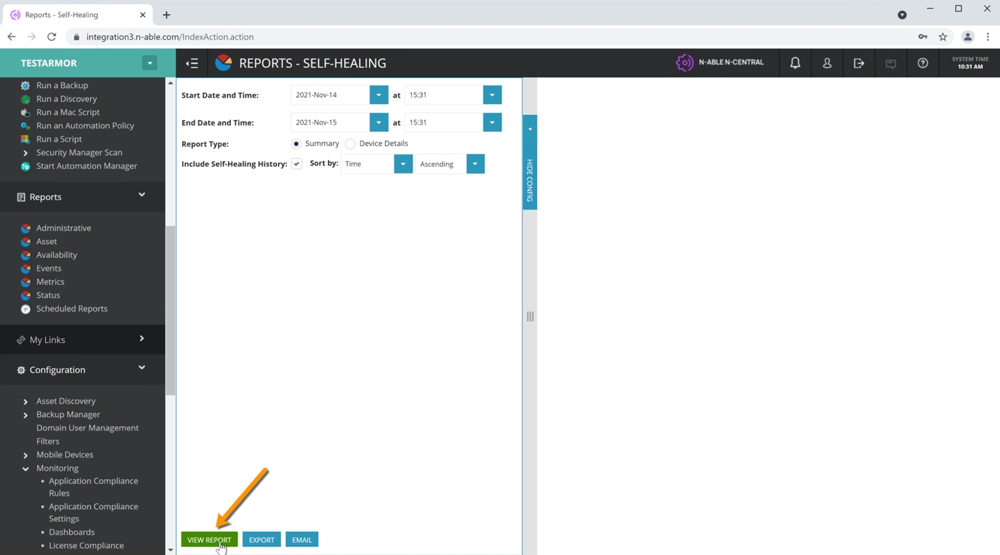 Reports - Self-Healing
integration3.n-able.com/IndexAction.action
TESTARMOR
REPORTS - SELF-HEALING
N-ABLE N-CENTRAL
SYSTEM TIME
10:31 AM
Run a Backup
Run a Discovery
Run a Mac Script
Run an Automation Policy
Run a Script
Security Manager Scan
Start Automation Manager
Reports
Administrative
Asset
Availability
Events
Metrics
Status
Scheduled Reports
My Links
Configuration
Asset Discovery
Backup Manager
Domain User Management
Filters
Mobile Devices
Monitoring
Application Compliance
Rules
Application Compliance
Settings
Dashboards
License Compliance
Start Date and Time: 2021-Nov-14 at 15:31
End Date and Time: 2021-Nov-15 at 15:31
Report Type: Summary Device Details
Include Self-Healing History: Sort by: Time Ascending
HIDE CONFIG
VIEW REPORT EXPORT EMAIL